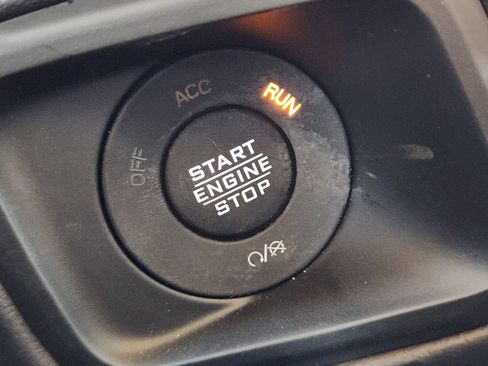 OFF
ACC
RUN
START
ENGINE
STOP